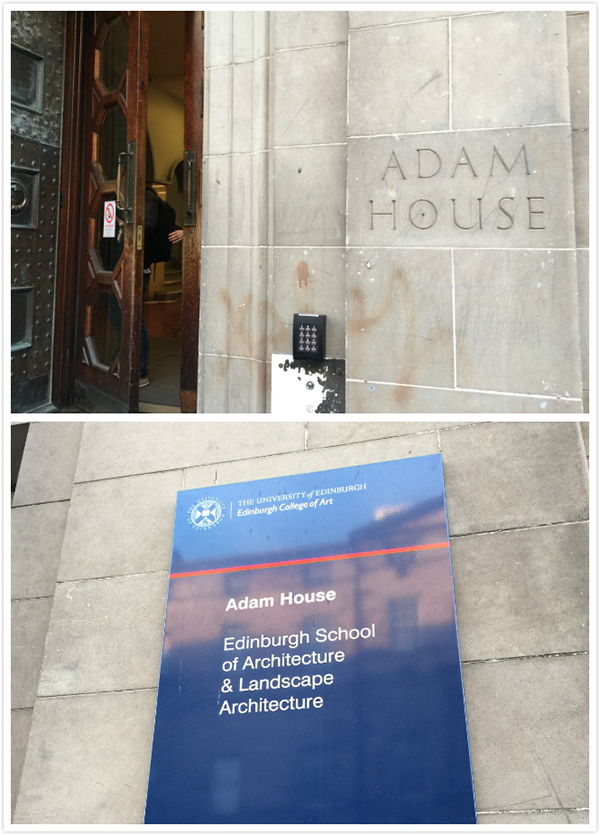 ADAM
HOUSE
THE UNIVERSITY of EDINBURGH
Edinburgh College of Art
Adam House
Edinburgh School
of Architecture
& Landscape
Architecture